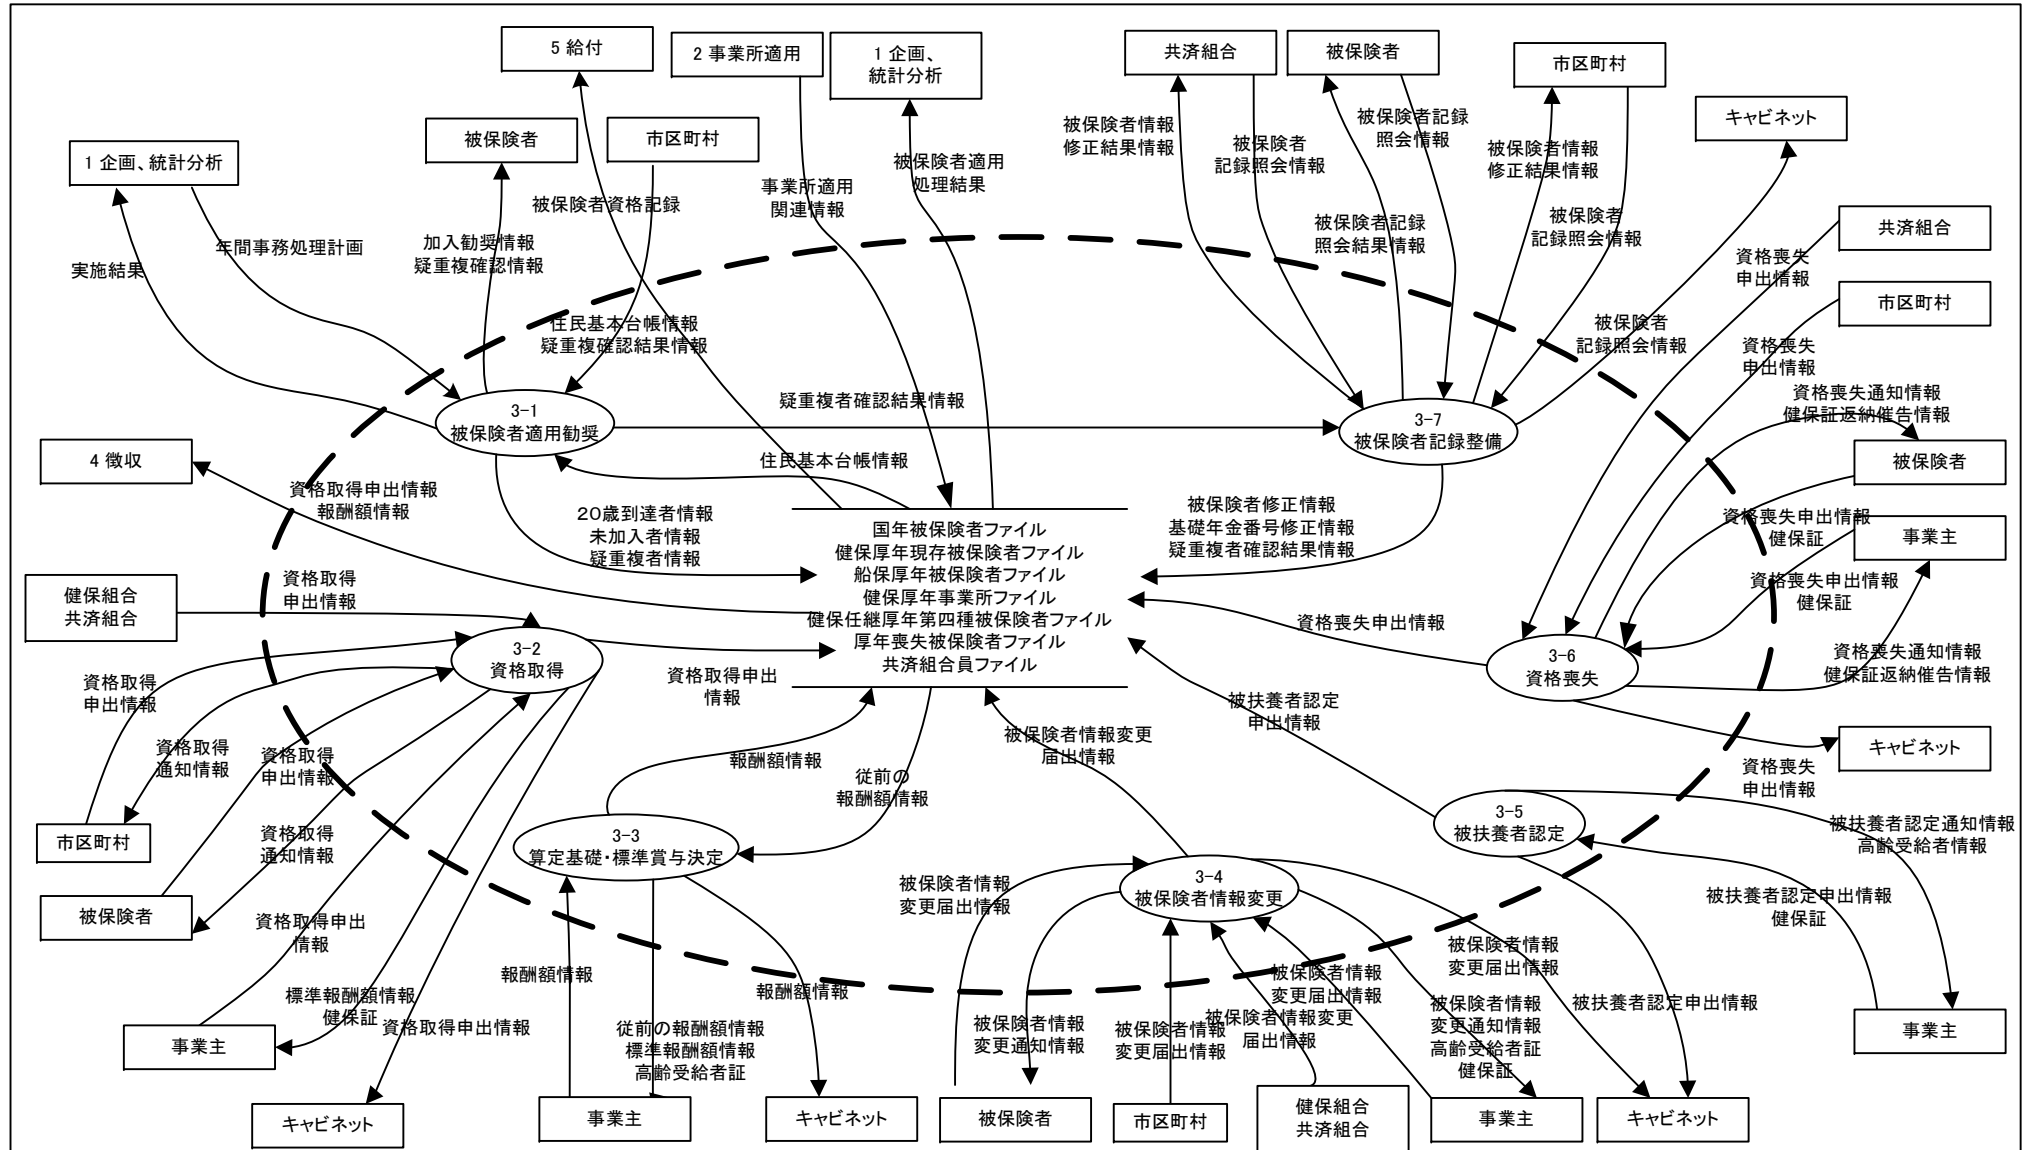 5 給付
2 事業所適用
1 企画、
統計分析
共済組合
被保険者
市区町村
キャビネット
1 企画、統計分析
被保険者
市区町村
被保険者情報
修正結果情報
被保険者
記録照会情報
被保険者記録
照会情報
被保険者情報
修正結果情報
被保険者資格記録
事業所適用
関連情報
被保険者適用
処理結果
被保険者記録
照会結果情報
被保険者
記録照会情報
共済組合
年間事務処理計画
実施結果
加入勧奨情報
疑重複確認情報
資格喪失
申出情報
市区町村
住民基本台帳情報
疑重複確認結果情報
被保険者
記録照会情報
資格喪失
申出情報
3-1
被保険者適用勧奨
疑重複者確認結果情報
3-7
被保険者記録整備
資格喪失通知情報
健保証返納催告情報
4 徴収
住民基本台帳情報
被保険者
資格取得申出情報
報酬額情報
20歳到達者情報
未加入者情報
疑重複者情報
国年被保険者ファイル
健保厚年現存被保険者ファイル
船保厚年被保険者ファイル
健保厚年事業所ファイル
健保任継厚年第四種被保険者ファイル
厚年喪失被保険者ファイル
共済組合員ファイル
被保険者修正情報
基礎年金番号修正情報
疑重複者確認結果情報
資格喪失申出情報
健保証
事業主
健保組合
共済組合
資格取得
申出情報
資格喪失申出情報
健保証
資格喪失申出情報
3-2
資格取得
3-6
資格喪失
資格喪失通知情報
健保証返納催告情報
資格取得
申出情報
資格取得申出
情報
被扶養者認定
申出情報
資格取得
通知情報
資格取得
申出情報
報酬額情報
従前の
報酬額情報
被保険者情報変更
届出情報
キャビネット
資格喪失
申出情報
市区町村
資格取得
通知情報
3-3
算定基礎・標準賞与決定
3-5
被扶養者認定
被扶養者認定通知情報
高齢受給者情報
被保険者
資格取得申出
情報
被保険者情報
変更届出情報
3-4
被保険者情報変更
被扶養者認定申出情報
健保証
報酬額情報
報酬額情報
被保険者情報
変更届出情報
被保険者情報
変更届出情報
事業主
標準報酬額情報
健保証
資格取得申出情報
従前の報酬額情報
標準報酬額情報
高齢受給者証
被保険者情報
変更通知情報
被保険者情報
変更届出情報
被保険者情報変更
届出情報
被保険者情報
変更通知情報
高齢受給者証
健保証
被扶養者認定申出情報
事業主
キャビネット
事業主
キャビネット
被保険者
市区町村
健保組合
共済組合
事業主
キャビネット